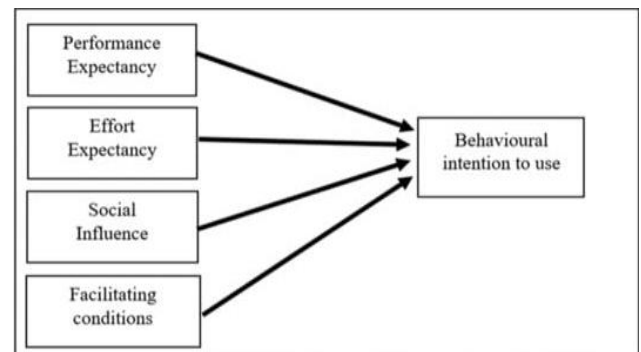 Performance
Expectancy
Effort
Expectancy
Social
Influence
Facilitating
conditions
Behavioural
intention to use